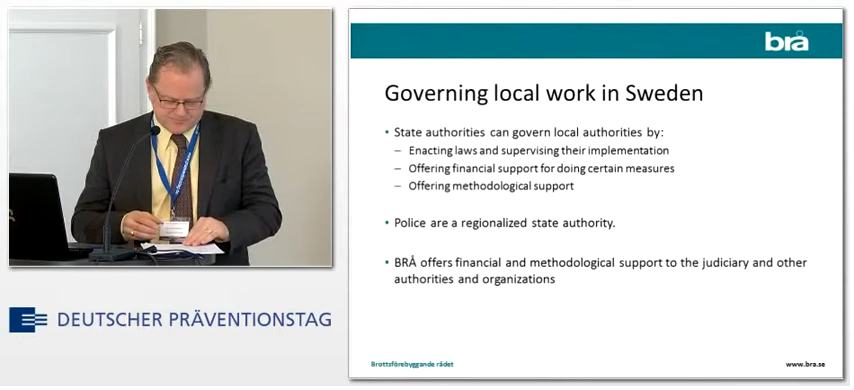 brå
Governing local work in Sweden
• State authorities can govern local authorities by:
– Enacting laws and supervising their implementation
– Offering financial support for doing certain measures
– Offering methodological support
• Police are a regionalized state authority.
• BRÅ offers financial and methodological support to the judiciary and other
authorities and organizations
DEUTSCHER PRÄVENTIONSTAG
Brottsförebyggande rådet
www.bra.se